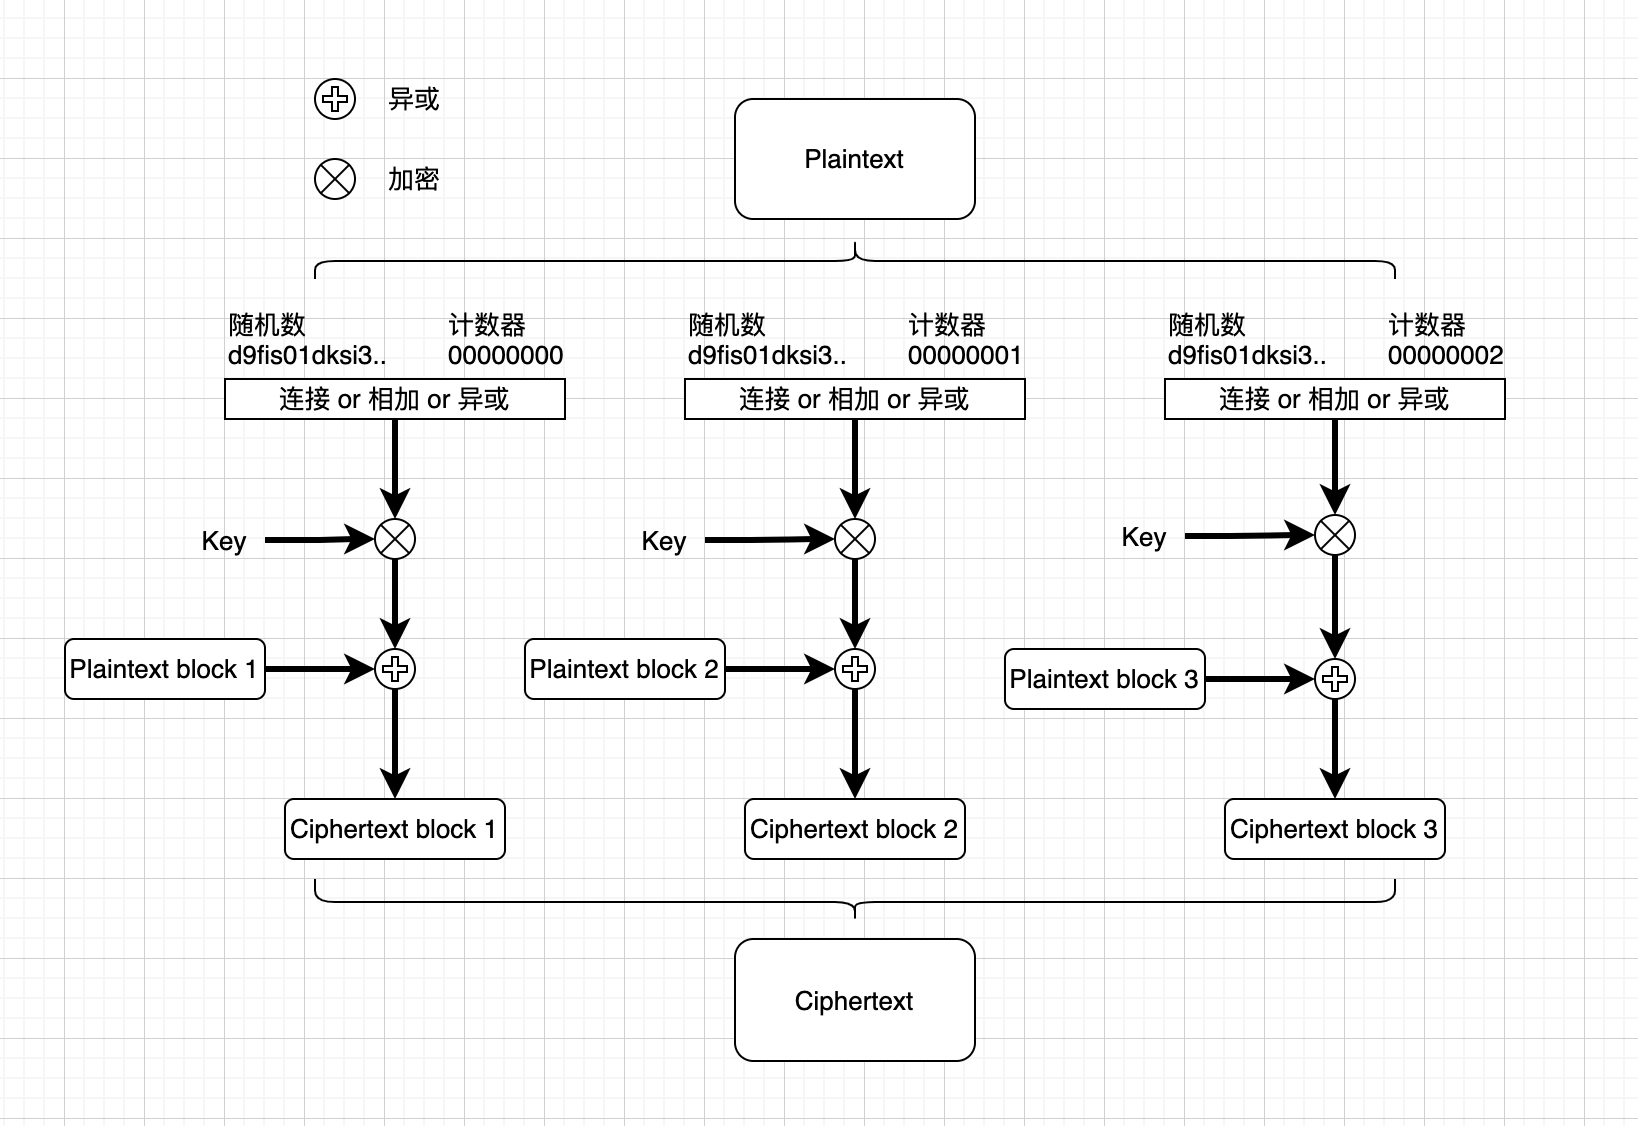 异或
加密
Plaintext
随机数 计数器
d9fis01dksi3.. 00000000
连接 or 相加 or 异或
随机数 计数器
d9fis01dksi3.. 00000001
连接 or 相加 or 异或
随机数 计数器
d9fis01dksi3.. 00000002
连接 or 相加 or 异或
Key
Key
Key
Plaintext block 1
Plaintext block 2
Plaintext block 3
Ciphertext block 1
Ciphertext block 2
Ciphertext block 3
Ciphertext